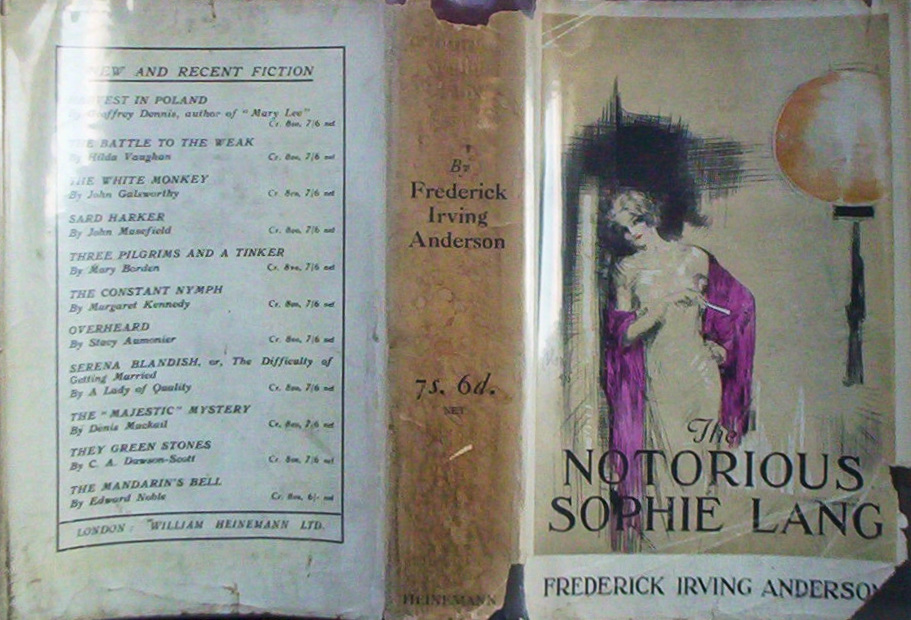 NEW AND RECENT FICTION
HARVEST IN POLAND
By Geoffrey Dennis, author of "Mary Lee"
Cr. 8vo, 7/6 net
THE BATTLE TO THE WEAK
By Hilda Vaughan Cr. 8vo, 7/6 net
THE WHITE MONKEY
By John Galsworthy Cr. 8vo, 7/6 net
SARD HARKER
By John Masefield Cr. 8vo, 7/6 net
THREE PILGRIMS AND A TINKER
By Mary Borden Cr. 8vo, 7/6 net
THE CONSTANT NYMPH
By Margaret Kennedy Cr. 8vo, 7/6 net
OVERHEARD
By Stacy Aumonier Cr. 8vo, 7/6 net
SERENA BLANDISH, or, The Difficulty of
Getting Married
By A Lady of Quality Cr. 8vo, 7/6 net
THE "MAJESTIC" MYSTERY
By Denis Mackail Cr. 8vo, 7/6 net
THEY GREEN STONES
By C. A. Dawson-Scott Cr. 8vo, 7/6 net
THE MANDARIN'S BELL
By Edward Noble Cr. 8vo, 6/- net
LONDON: WILLIAM HEINEMANN LTD.
By
Frederick
Irving
Anderson
7s. 6d.
NET
HEINEMANN
The
NOTORIOUS
SOPHIE LANG
FREDERICK IRVING ANDERSON